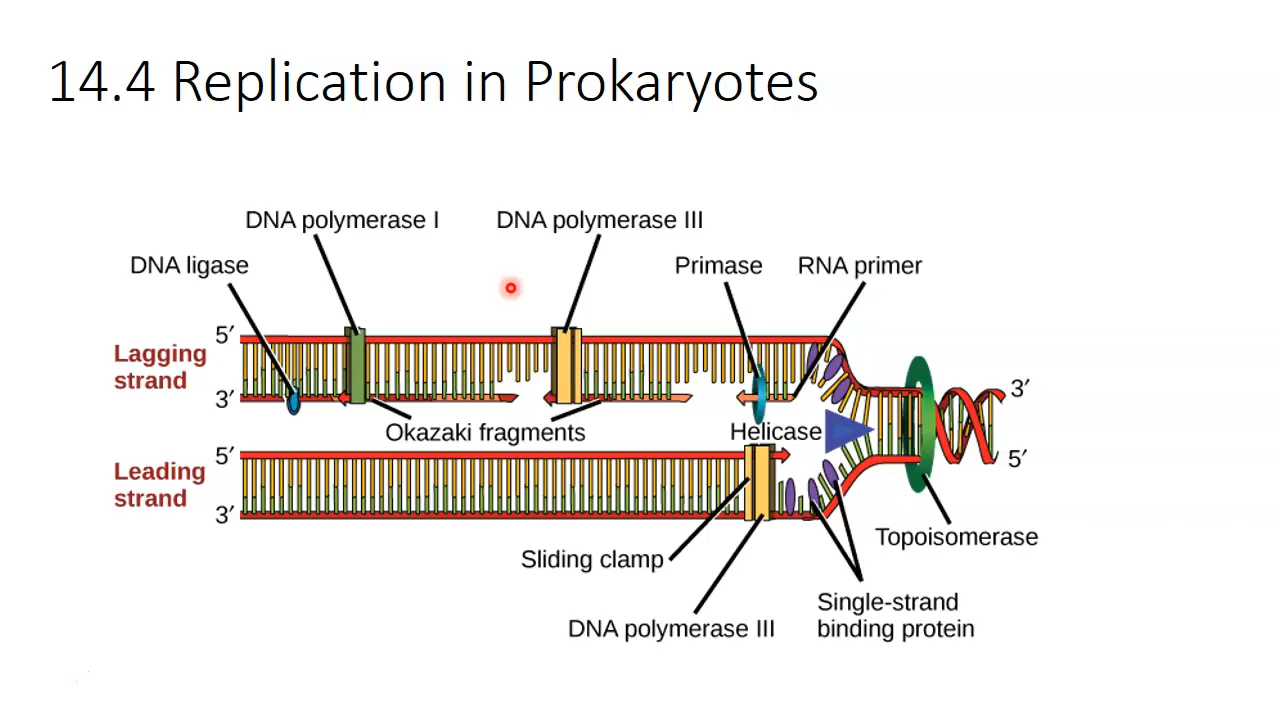 14.4 Replication in Prokaryotes
DNA polymerase I
DNA polymerase III
DNA ligase
Primase
RNA primer
5′
Lagging
strand
3′
3′
Okazaki fragments
Helicase
5′
5′
Leading
strand
3′
Topoisomerase
Sliding clamp
Single-strand
binding protein
DNA polymerase III